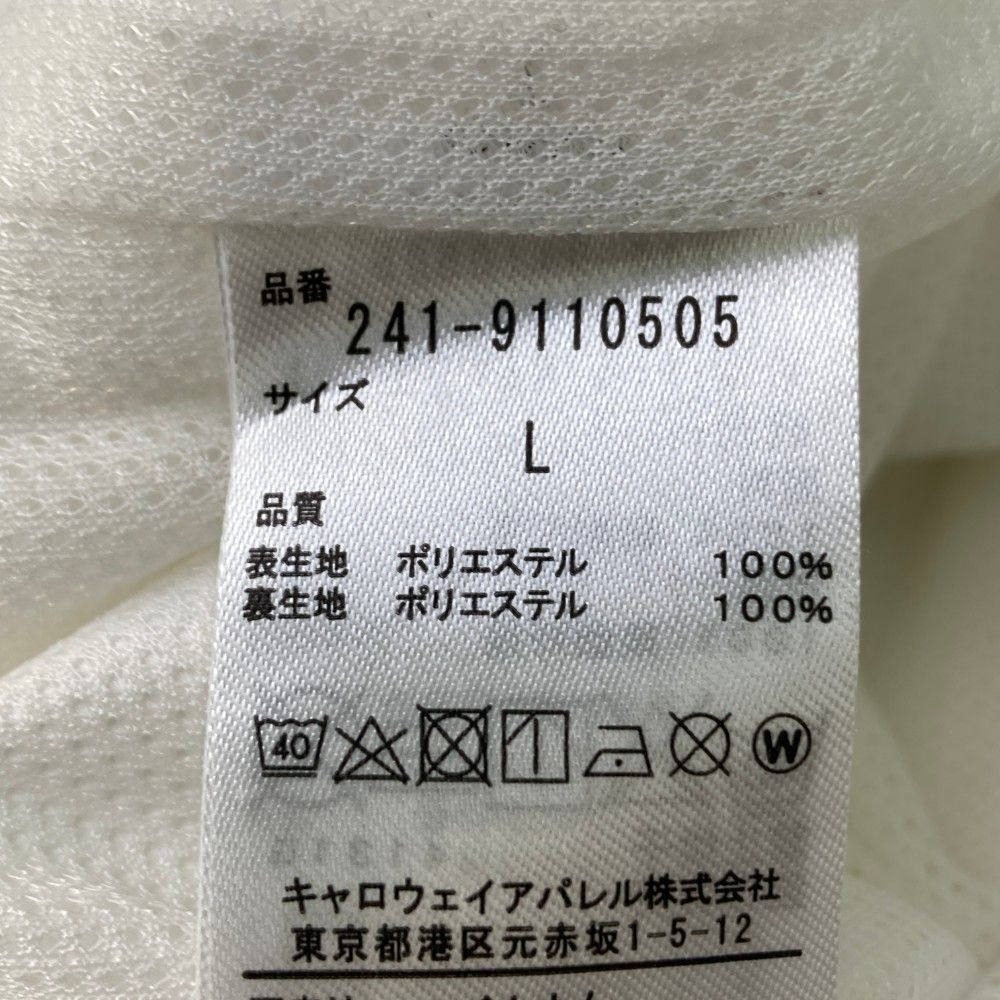 品番
241-9110505
サイズ
L
品質
表生地 ポリエステル 100%
裏生地 ポリエステル 100%
40
W
キャロウェイアパレル株式会社
東京都港区元赤坂1-5-12